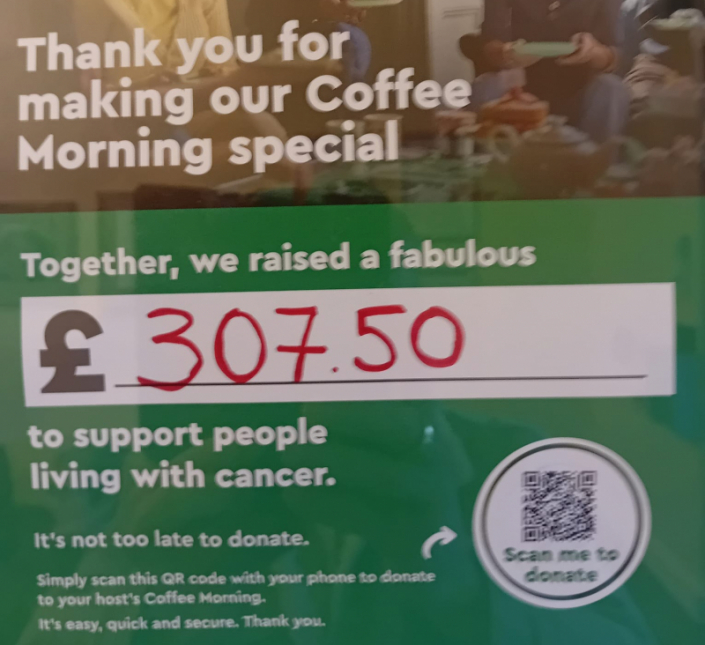 Thank you for
making our Coffee
Morning special
Together, we raised a fabulous
£ 307.50
to support people
living with cancer.
It's not too late to donate.
Simply scan this QR code with your phone to donate
to your host's Coffee Morning.
It's easy, quick and secure. Thank you.
Scan me to
donate